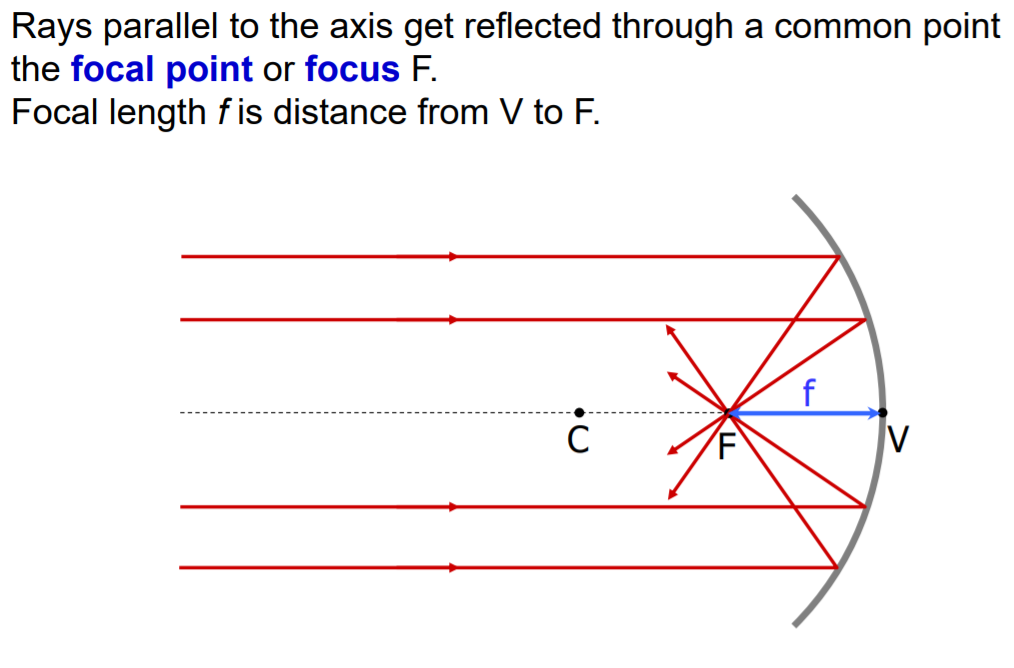 Rays parallel to the axis get reflected through a common point
the focal point or focus F.
Focal length f is distance from V to F.
f
C
F
V